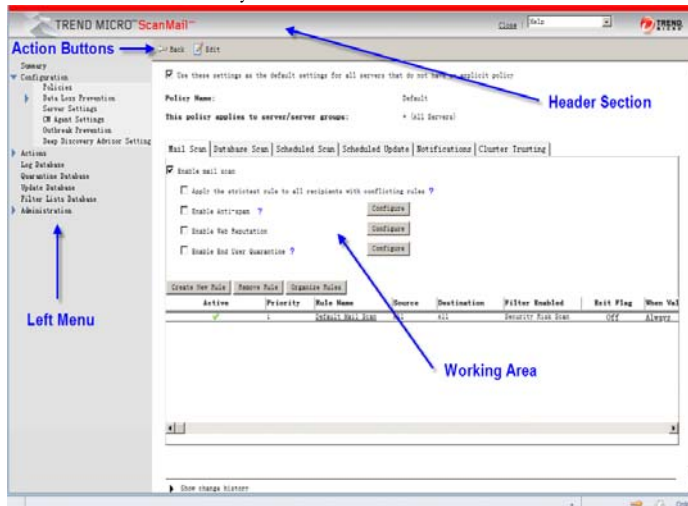 TREND MICRO™ ScanMail™
Close | Help
TREND
Action Buttons
Back Edit
Summary
Configuration
Policies
Data Loss Prevention
Server Settings
CM Agent Settings
Outbreak Prevention
Deep Discovery Advisor Setting
Actions
Log Database
Quarantine Database
Update Database
Filter Lists Database
Administration
Left Menu
Use these settings as the default settings for all servers that do not have an explicit policy
Header Section
Policy Name: Default
This policy applies to server/server groups: * (All Servers)
Mail Scan Database Scan Scheduled Scan Scheduled Update Notifications Cluster Trusting
Enable mail scan
Apply the strictest rule to all recipients with conflicting rules ?
Enable Anti-spam ? Configure
Enable Web Reputation Configure
Enable End User Quarantine ? Configure
Create New Rule Remove Rule Organize Rules
Active Priority Rule Name Source Destination Filter Enabled Exit Flag When Val
1 Default Mail Scan All All Security Risk Scan Off Always
Working Area
Show change history